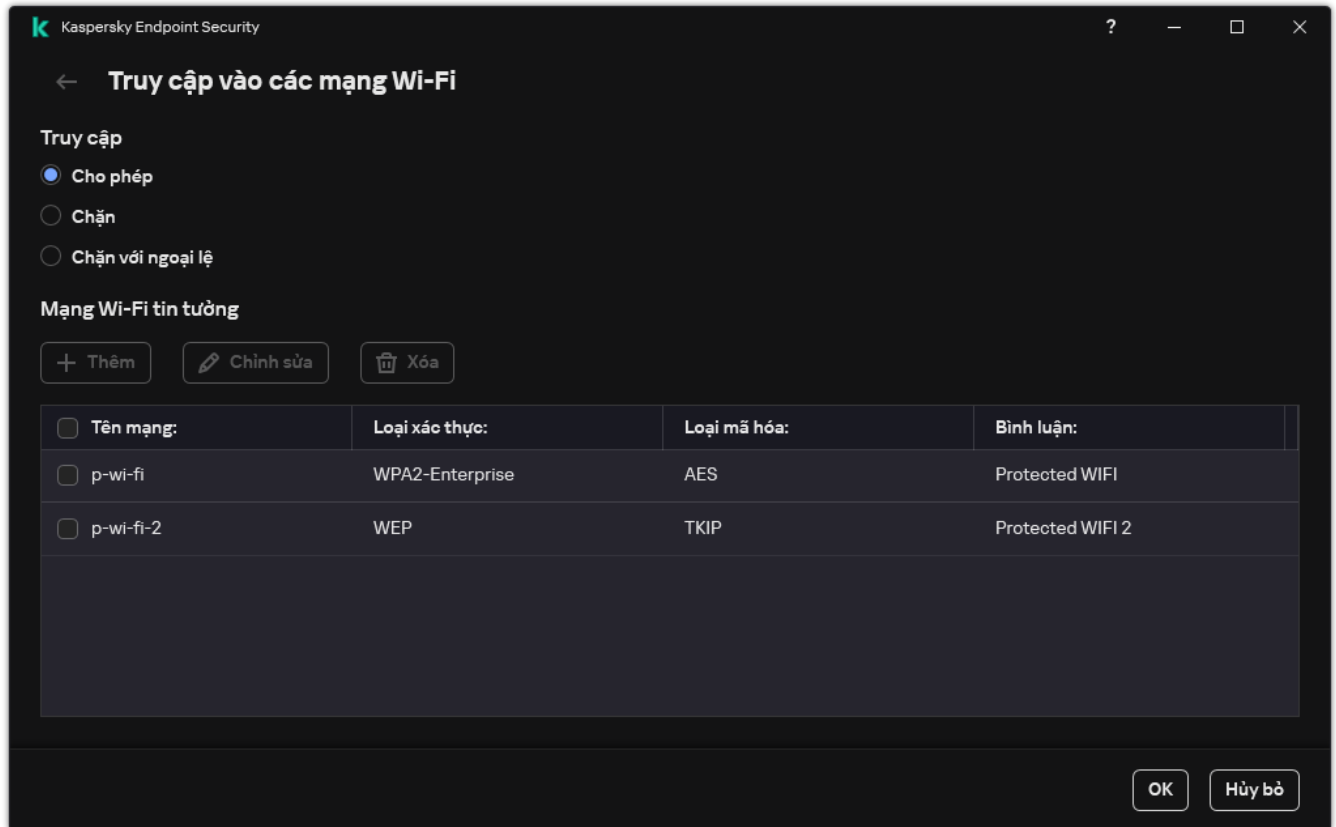 Kaspersky Endpoint Security ?
Truy cập vào các mạng Wi-Fi
Truy cập
Cho phép
Chặn
Chặn với ngoại lệ
Mạng Wi-Fi tin tưởng
Thêm Chỉnh sửa Xóa
Tên mạng: Loại xác thực: Loại mã hóa: Bình luận:
p-wi-fi WPA2-Enterprise AES Protected WIFI
p-wi-fi-2 WEP TKIP Protected WIFI 2
OK Hủy bỏ